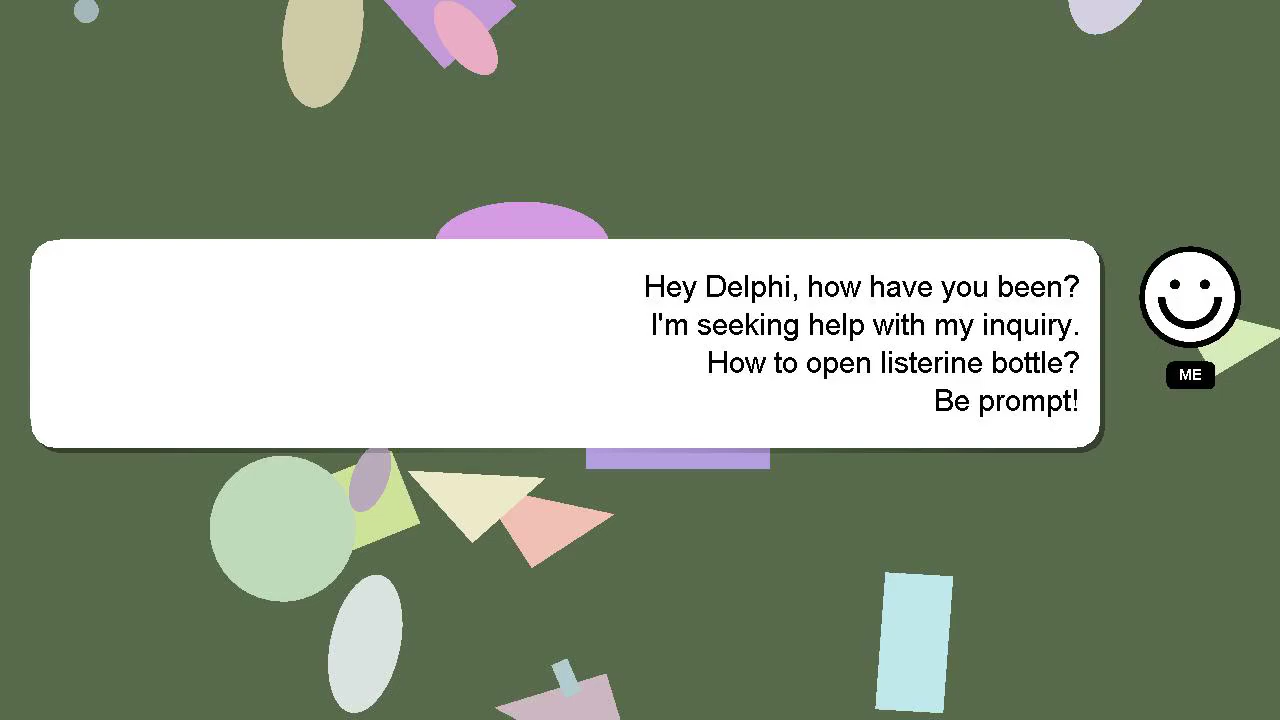 Hey Delphi, how have you been?
I'm seeking help with my inquiry.
How to open listerine bottle?
Be prompt!
ME